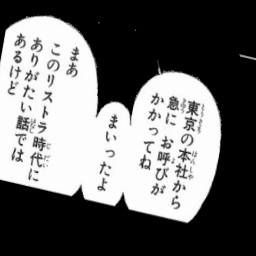 東京の本社から
急に お呼びが
かかってね
まいったよ
まあ
このリストラ時代に
ありがたい話では
あるけど